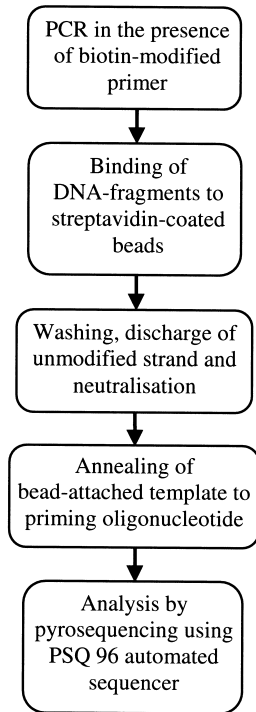 PCR in the presence
of biotin-modified
primer
Binding of
DNA-fragments to
streptavidin-coated
beads
Washing, discharge of
unmodified strand and
neutralisation
Annealing of
bead-attached template to
priming oligonucleotide
Analysis by
pyrosequencing using
PSQ 96 automated
sequencer